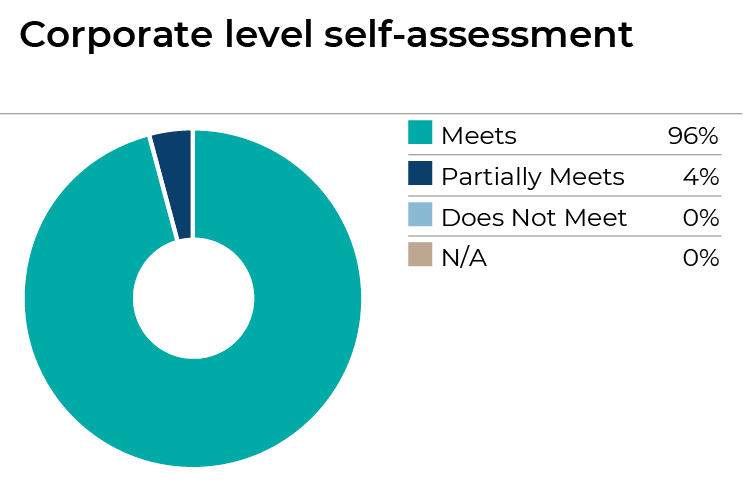 Corporate level self-assessment
Meets 96%
Partially Meets 4%
Does Not Meet 0%
N/A 0%